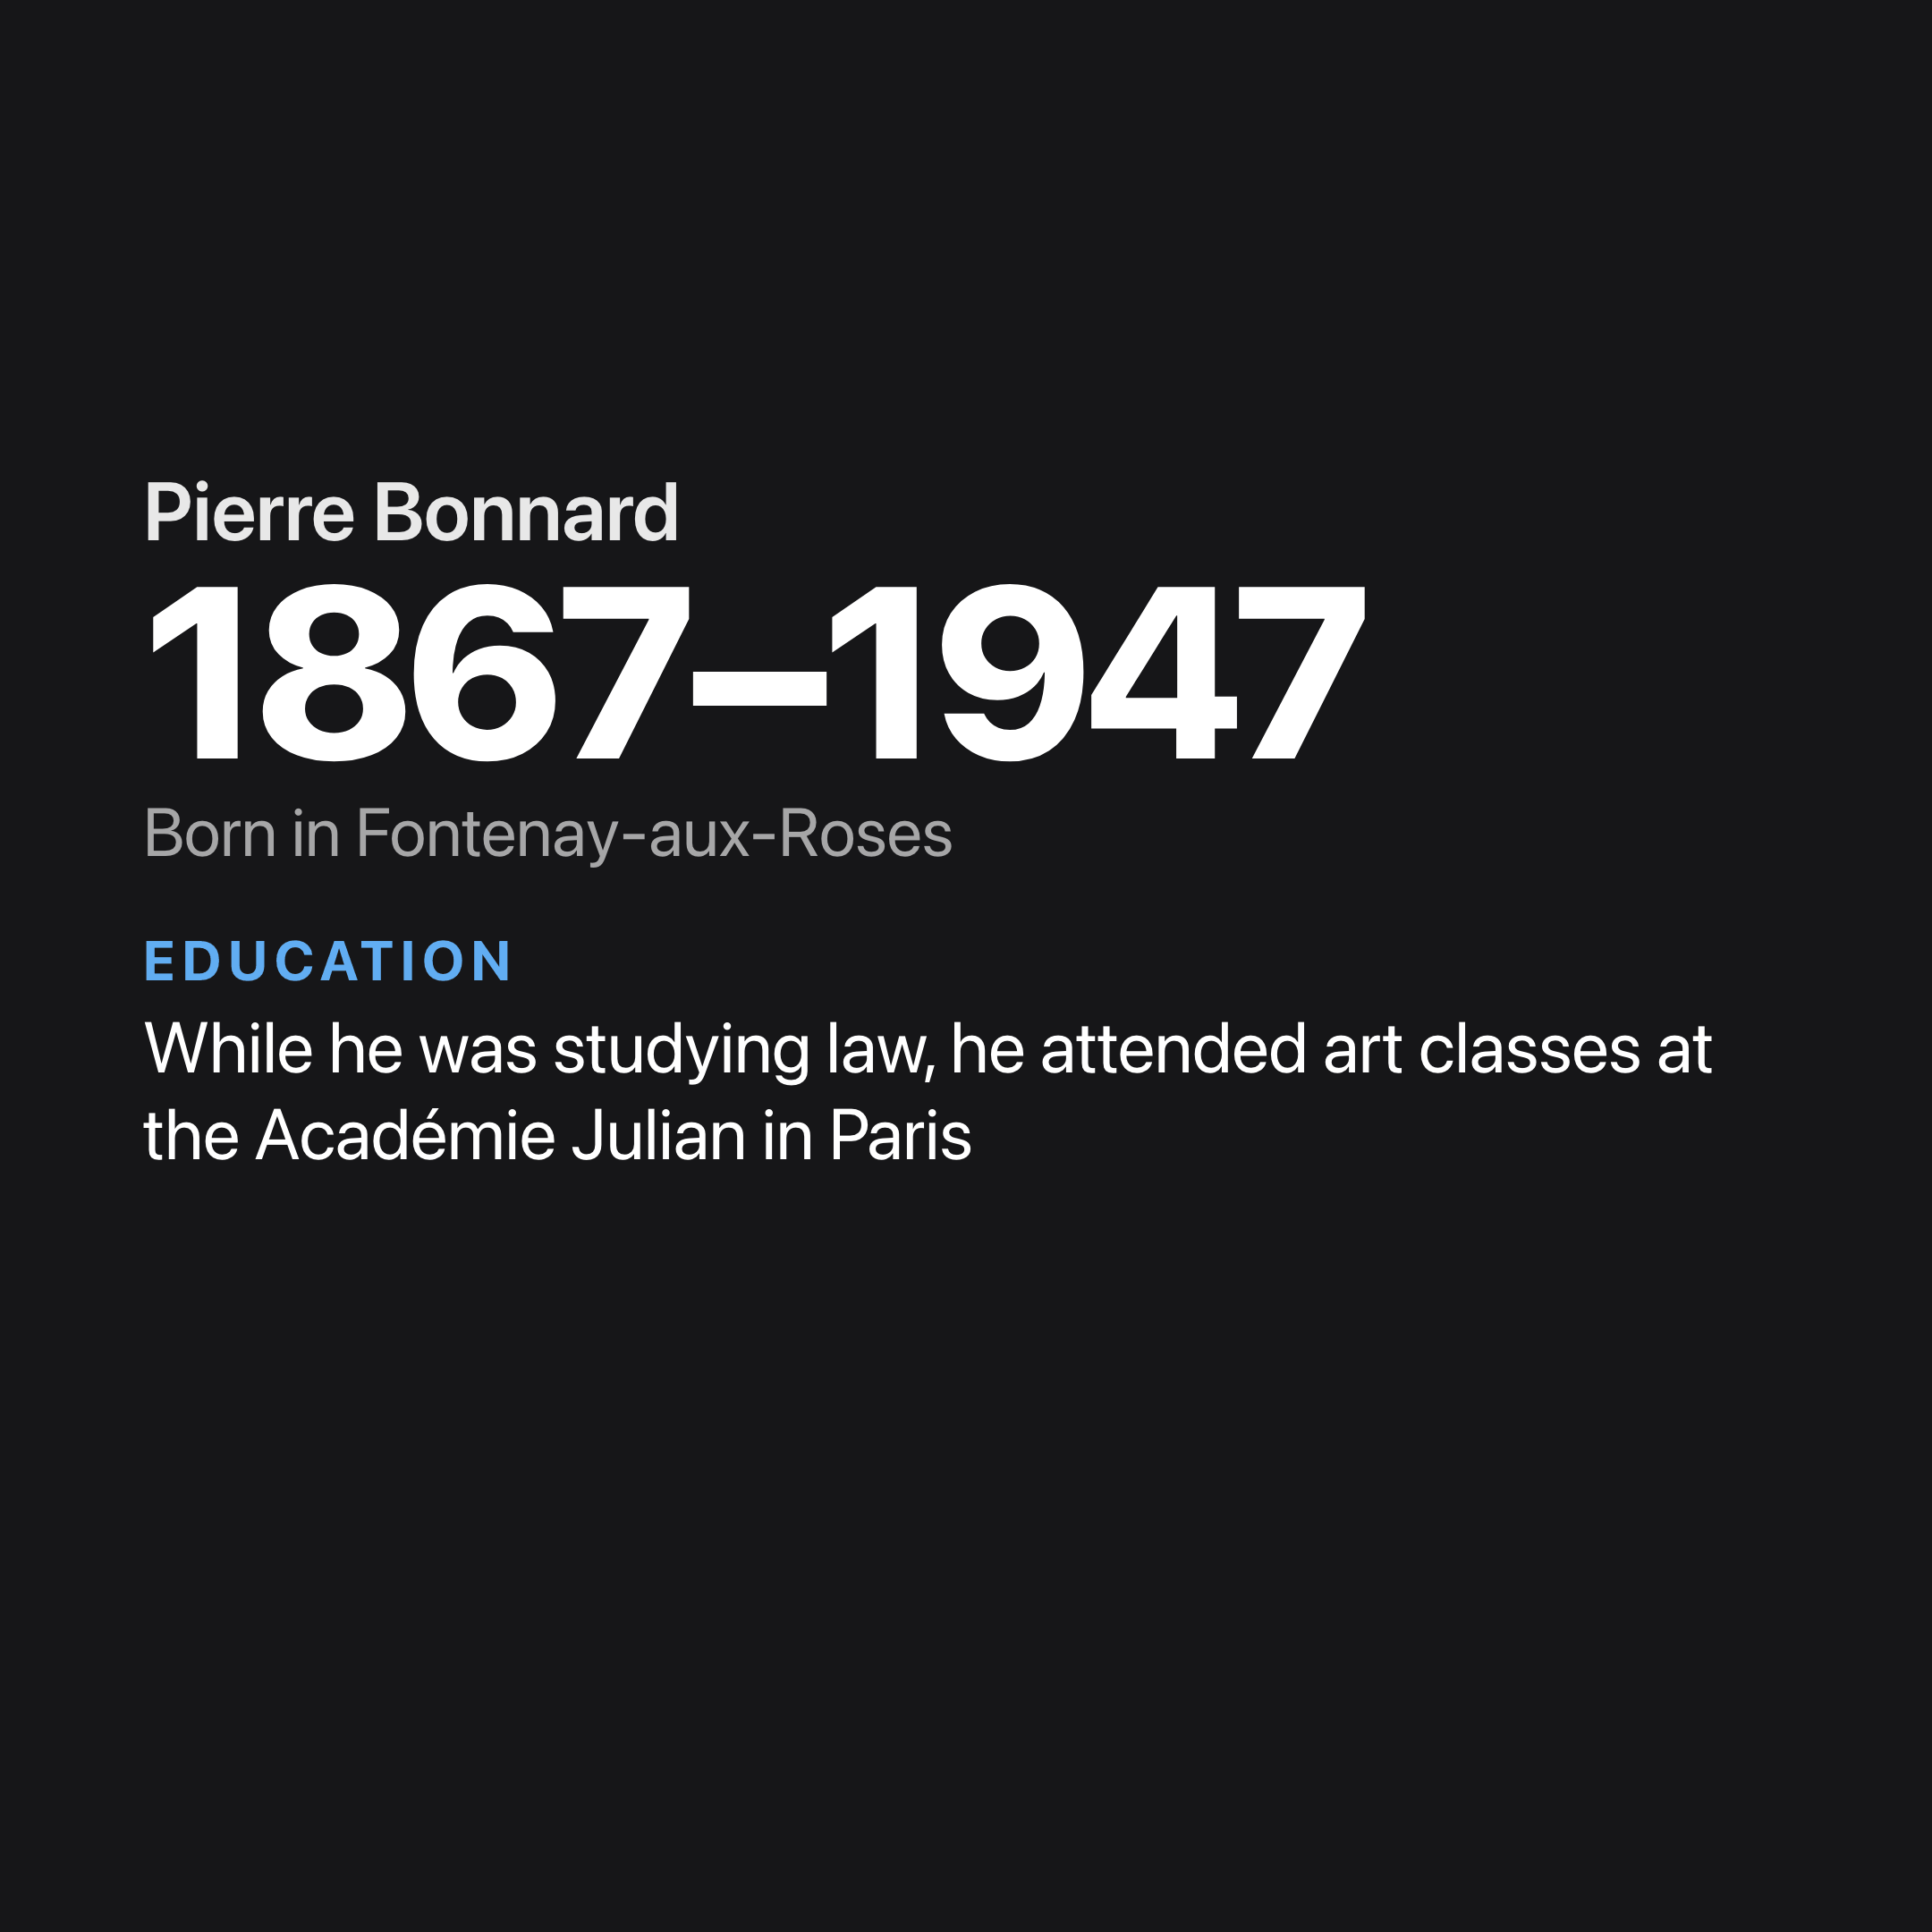 Pierre Bonnard
1867–1947
Born in Fontenay-aux-Roses
EDUCATION
While he was studying law, he attended art classes at
the Académie Julian in Paris